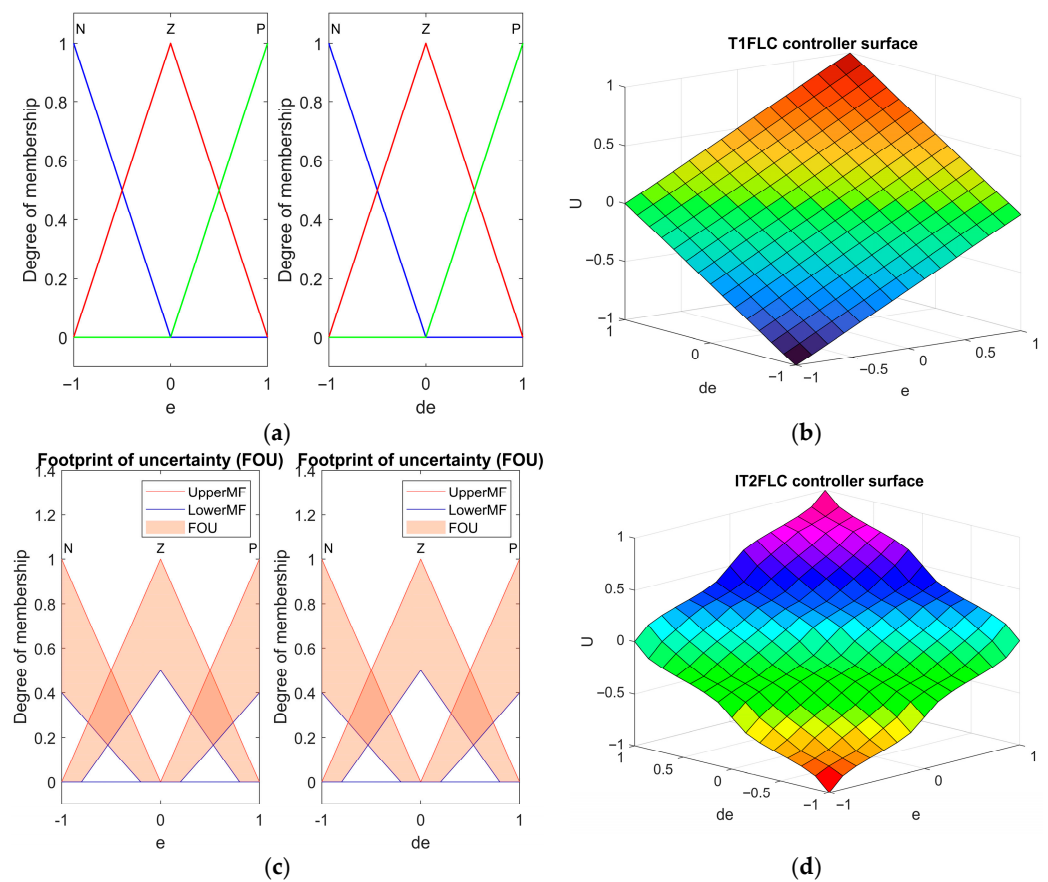 N Z P
1
0.8
0.6
0.4
0.2
0
−1 0 1
e
Degree of membership
N Z P
1
0.8
0.6
0.4
0.2
0
−1 0 1
de
Degree of membership
(a)
T1FLC controller surface
1
0.5
0
−0.5
−1
U
1 0 −1
de
−1 −0.5 0 0.5 1
e
(b)
Footprint of uncertainty (FOU)
1.4
1.2
1
0.8
0.6
0.4
0.2
0
UpperMF
LowerMF
FOU
N Z P
-1 0 1
e
Degree of membership
Footprint of uncertainty (FOU)
1.4
1.2
1
0.8
0.6
0.4
0.2
0
UpperMF
LowerMF
FOU
N Z P
-1 0 1
de
Degree of membership
(c)
IT2FLC controller surface
1
0.5
0
−0.5
−1
U
1 0.5 0 −0.5 −1
de
−1 0 1
e
(d)